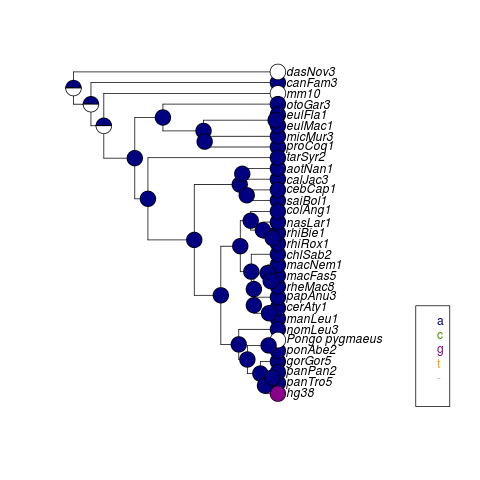 dasNov3
canFam3
mm10
otoGar3
eulFla1
eulMac1
micMur3
proCoq1
tarSyr2
aotNan1
calJac3
cebCap1
saiBol1
colAng1
nasLar1
rhiBie1
rhiRox1
chlSab2
macNem1
macFas5
rheMac8
papAnu3
cerAty1
manLeu1
nomLeu3
Pongo pygmaeus
ponAbe2
gorGor5
panPan2
panTro5
hg38
a
c
g
t
-